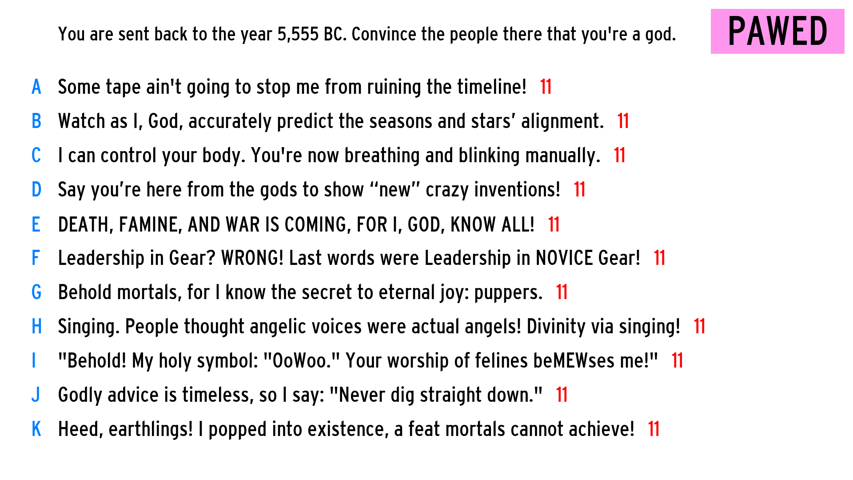 You are sent back to the year 5,555 BC. Convince the people there that you're a god. PAWED
A Some tape ain't going to stop me from ruining the timeline! 11
B Watch as I, God, accurately predict the seasons and stars’ alignment. 11
C I can control your body. You're now breathing and blinking manually. 11
D Say you’re here from the gods to show “new” crazy inventions! 11
E DEATH, FAMINE, AND WAR IS COMING, FOR I, GOD, KNOW ALL! 11
F Leadership in Gear? WRONG! Last words were Leadership in NOVICE Gear! 11
G Behold mortals, for I know the secret to eternal joy: puppers. 11
H Singing. People thought angelic voices were actual angels! Divinity via singing! 11
I "Behold! My holy symbol: "OoWoo." Your worship of felines beMEWses me!" 11
J Godly advice is timeless, so I say: "Never dig straight down." 11
K Heed, earthlings! I popped into existence, a feat mortals cannot achieve! 11